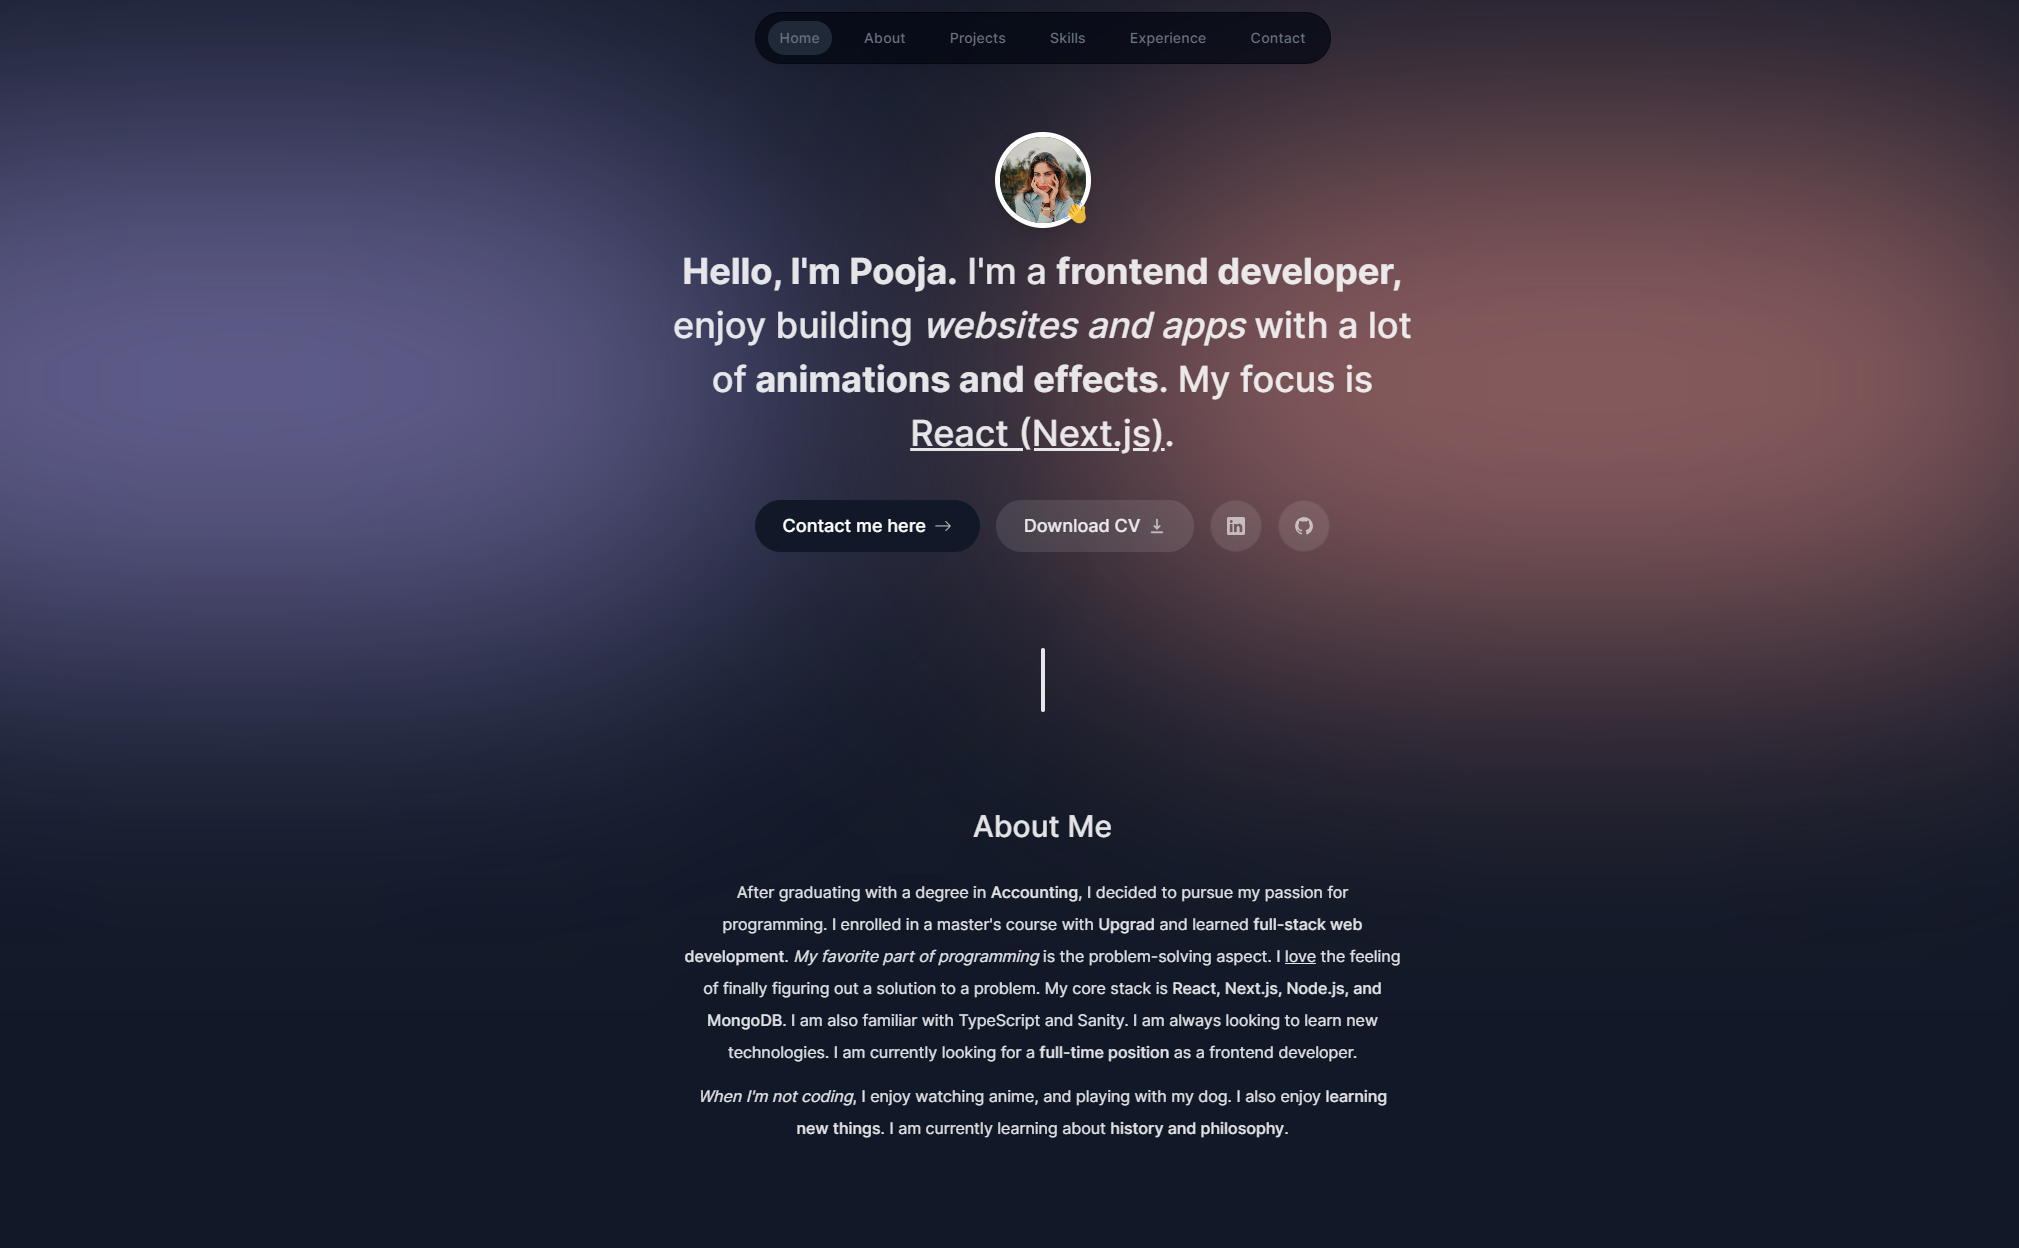 Home About Projects Skills Experience Contact
Hello, I'm Pooja. I'm a frontend developer,
enjoy building websites and apps with a lot
of animations and effects. My focus is
React (Next.js).
Contact me here Download CV in
About Me
After graduating with a degree in Accounting, I decided to pursue my passion for
programming. I enrolled in a master's course with Upgrad and learned full-stack web
development. My favorite part of programming is the problem-solving aspect. I love the feeling
of finally figuring out a solution to a problem. My core stack is React, Next.js, Node.js, and
MongoDB. I am also familiar with TypeScript and Sanity. I am always looking to learn new
technologies. I am currently looking for a full-time position as a frontend developer.
When I'm not coding, I enjoy watching anime, and playing with my dog. I also enjoy learning
new things. I am currently learning about history and philosophy.